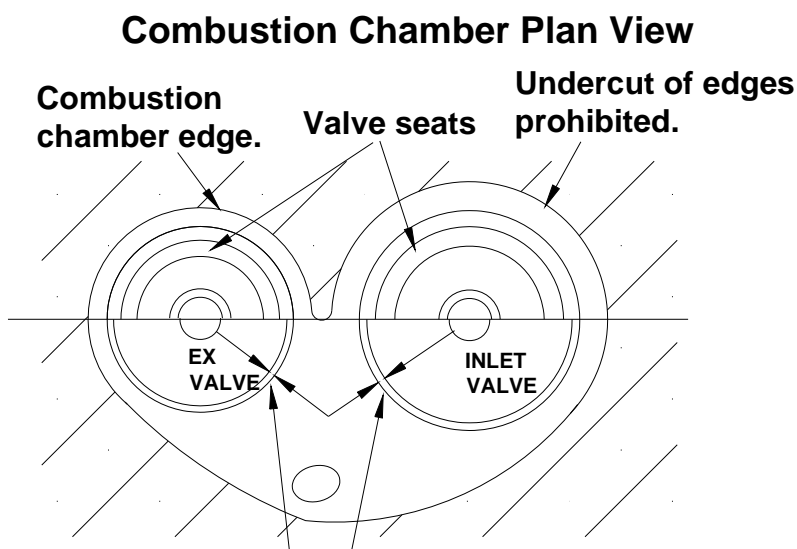 Combustion Chamber Plan View
Combustion
chamber edge.
Valve seats
Undercut of edges
prohibited.
EX
VALVE
INLET
VALVE